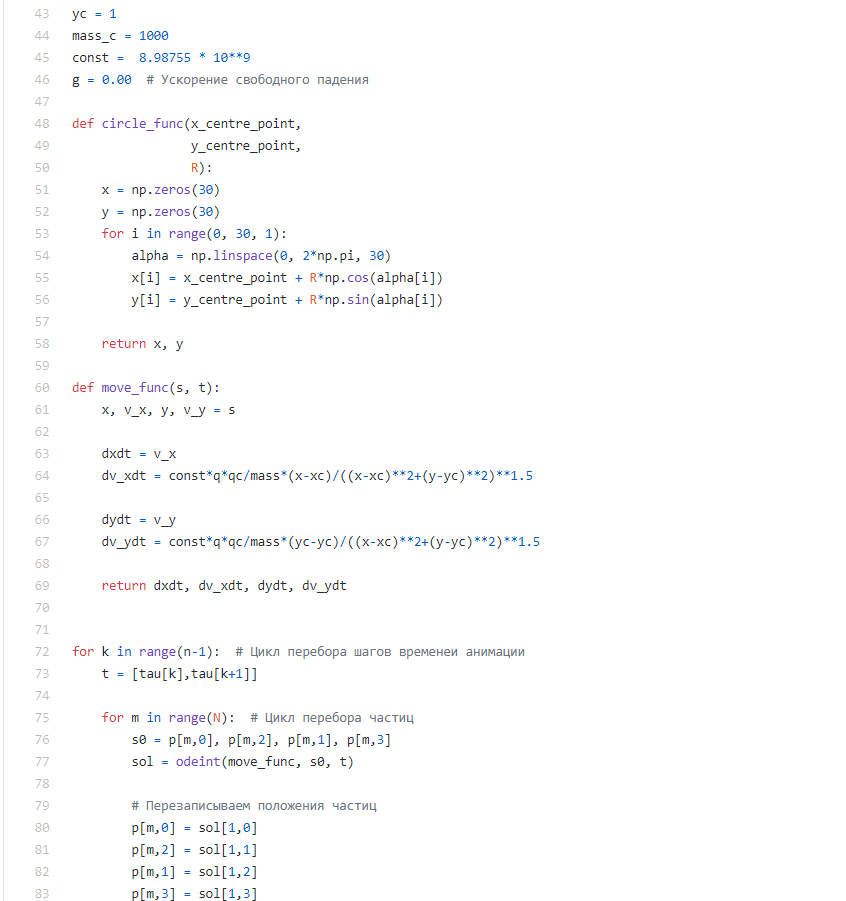 43 yc = 1
44 mass_c = 1000
45 const =  8.98755 * 10**9
46 g = 0.00  # Ускорение свободного падения
47
48 def circle_func(x_centre_point,
49                 y_centre_point,
50                 R):
51     x = np.zeros(30)
52     y = np.zeros(30)
53     for i in range(0, 30, 1):
54         alpha = np.linspace(0, 2*np.pi, 30)
55         x[i] = x_centre_point + R*np.cos(alpha[i])
56         y[i] = y_centre_point + R*np.sin(alpha[i])
57
58     return x, y
59
60 def move_func(s, t):
61     x, v_x, y, v_y = s
62
63     dxdt = v_x
64     dv_xdt = const*q*qc/mass*(x-xc)/((x-xc)**2+(y-yc)**2)**1.5
65
66     dydt = v_y
67     dv_ydt = const*q*qc/mass*(yc-yc)/((x-xc)**2+(y-yc)**2)**1.5
68
69     return dxdt, dv_xdt, dydt, dv_ydt
70
71
72 for k in range(n-1):  # Цикл перебора шагов временеи анимации
73     t = [tau[k],tau[k+1]]
74
75     for m in range(N):  # Цикл перебора частиц
76         s0 = p[m,0], p[m,2], p[m,1], p[m,3]
77         sol = odeint(move_func, s0, t)
78
79         # Перезаписываем положения частиц
80         p[m,0] = sol[1,0]
81         p[m,2] = sol[1,1]
82         p[m,1] = sol[1,2]
83         p[m,3] = sol[1,3]